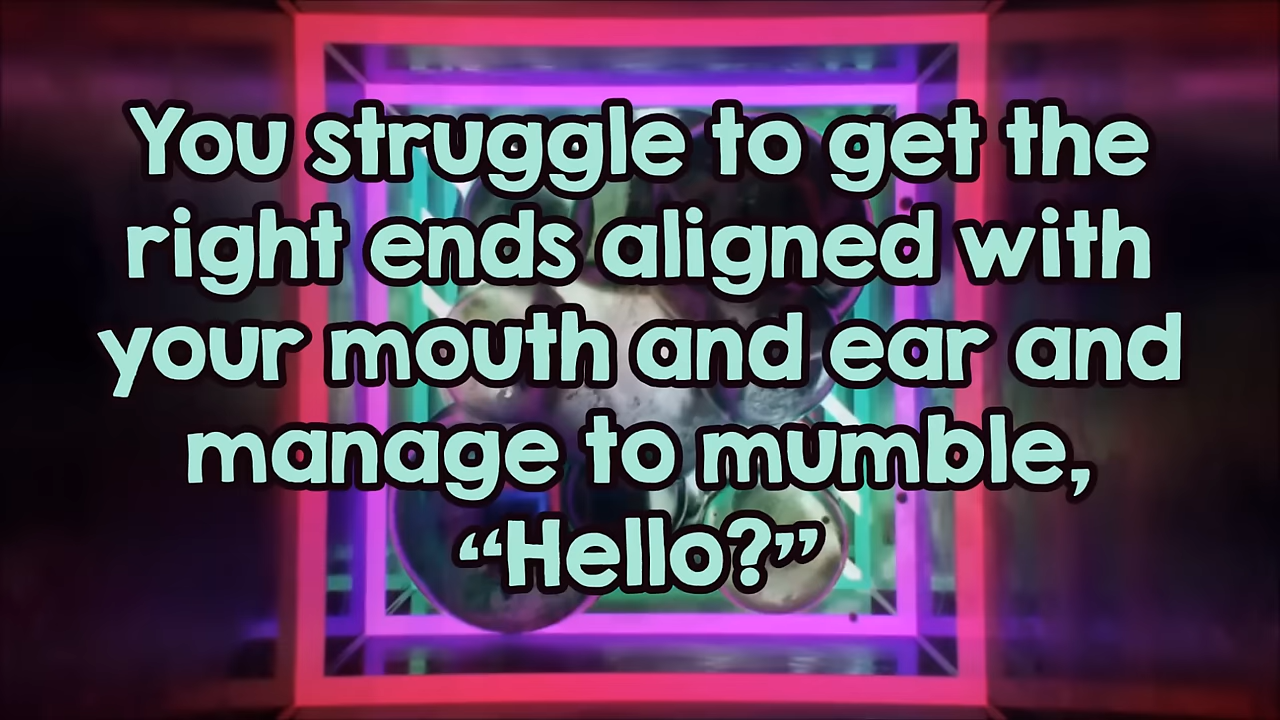 You struggle to get the
right ends aligned with
your mouth and ear and
manage to mumble,
“Hello?”